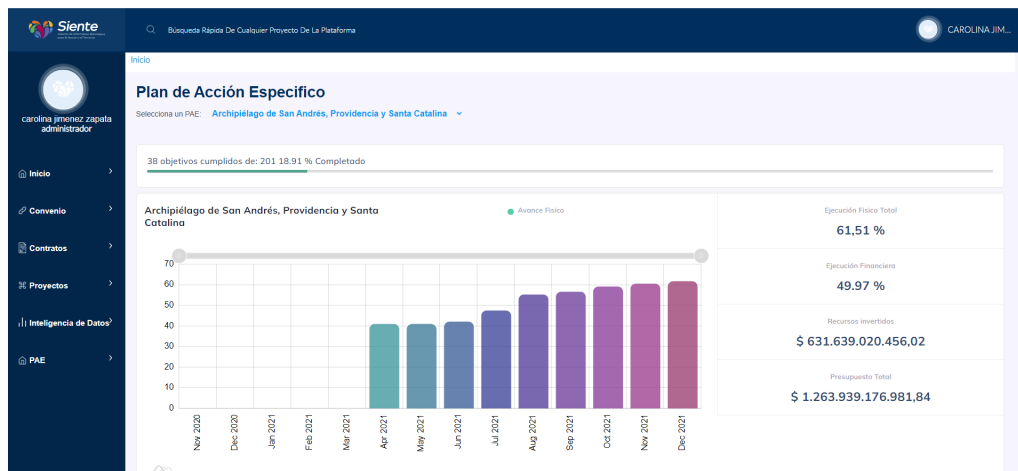 Siente
Búsqueda Rápida De Cualquier Proyecto De La Plataforma
CAROLINA JIM...
Inicio
carolina jimenez zapata
administrador
Inicio
Convenio
Contratos
Proyectos
Inteligencia de Datos
PAE
Plan de Acción Especifico
Selecciona un PAE: Archipiélago de San Andrés, Providencia y Santa Catalina
38 objetivos cumplidos de: 201 18.91 % Completado
Archipiélago de San Andrés, Providencia y Santa
Catalina
Avance Fisico
70
60
50
40
30
20
10
0
Nov 2020
Dec 2020
Jan 2021
Feb 2021
Mar 2021
Apr 2021
May 2021
Jun 2021
Jul 2021
Aug 2021
Sep 2021
Oct 2021
Nov 2021
Dec 2021
Ejecución Fisica Total
61,51 %
Ejecución Financiera
49.97 %
Recursos invertidos
$ 631.639.020.456,02
Presupuesto Total
$ 1.263.939.176.981,84